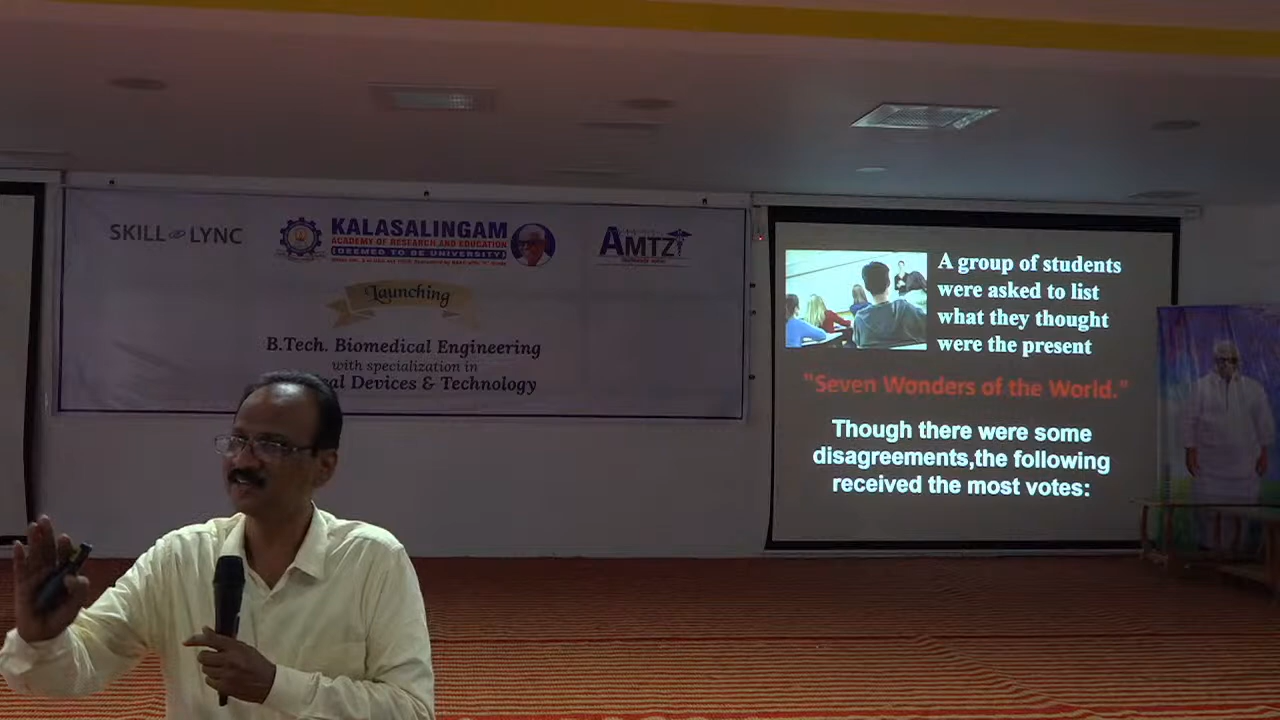 SKILL LYNC
KALASALINGAM
ACADEMY OF RESEARCH AND EDUCATION
(DEEMED TO BE UNIVERSITY)
AMTZ
Launching
B.Tech. Biomedical Engineering
with specialization in
Devices & Technology
A group of students
were asked to list
what they thought
were the present
"Seven Wonders of the World."
Though there were some
disagreements,the following
received the most votes: